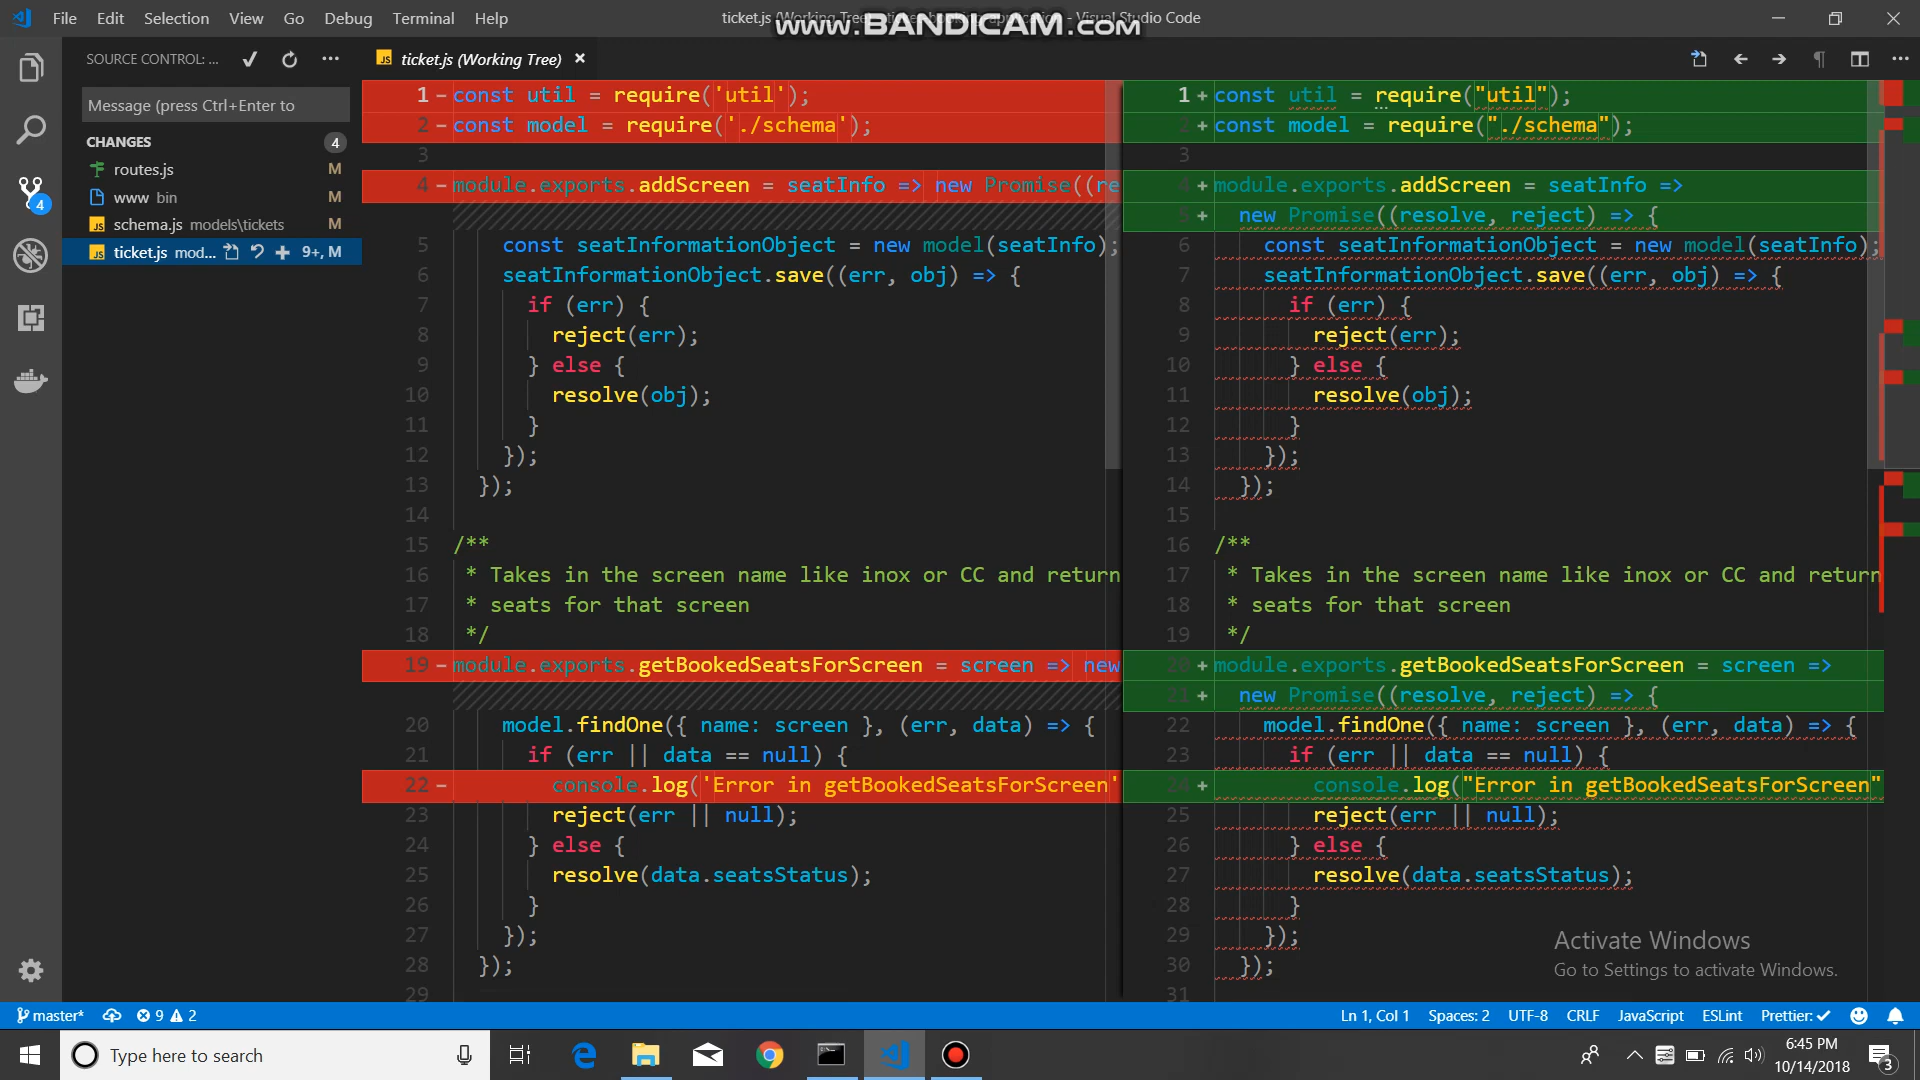 File Edit Selection View Go Debug Terminal Help
ticket.js (Working Tree) - Visual Studio Code
www.BANDICAM.com
SOURCE CONTROL: ...
ticket.js (Working Tree)
Message (press Ctrl+Enter to
CHANGES 4
routes.js M
www bin M
schema.js models\tickets M
ticket.js mod... 9+, M
4
1 - const util = require('util');
2 - const model = require('./schema');
3
4 - module.exports.addScreen = seatInfo => new Promise((re
5 const seatInformationObject = new model(seatInfo);
6 seatInformationObject.save((err, obj) => {
7 if (err) {
8 reject(err);
9 } else {
10 resolve(obj);
11 }
12 });
13 });
14
15 /**
16 * Takes in the screen name like inox or CC and return
17 * seats for that screen
18 */
19 - module.exports.getBookedSeatsForScreen = screen => new
20 model.findOne({ name: screen }, (err, data) => {
21 if (err || data == null) {
22 - console.log('Error in getBookedSeatsForScreen'
23 reject(err || null);
24 } else {
25 resolve(data.seatsStatus);
26 }
27 });
28 });
29
1 + const util = require("util");
2 + const model = require("./schema");
3
4 + module.exports.addScreen = seatInfo =>
5 + new Promise((resolve, reject) => {
6 const seatInformationObject = new model(seatInfo);
7 seatInformationObject.save((err, obj) => {
8 if (err) {
9 reject(err);
10 } else {
11 resolve(obj);
12 }
13 });
14 });
15
16 /**
17 * Takes in the screen name like inox or CC and return
18 * seats for that screen
19 */
20 + module.exports.getBookedSeatsForScreen = screen =>
21 + new Promise((resolve, reject) => {
22 model.findOne({ name: screen }, (err, data) => {
23 if (err || data == null) {
24 + console.log("Error in getBookedSeatsForScreen"
25 reject(err || null);
26 } else {
27 resolve(data.seatsStatus);
28 }
29 });
30 });
31
Activate Windows
Go to Settings to activate Windows.
master* 9 2
Ln 1, Col 1 Spaces: 2 UTF-8 CRLF JavaScript ESLint Prettier: ✓
Type here to search
6:45 PM
10/14/2018
3